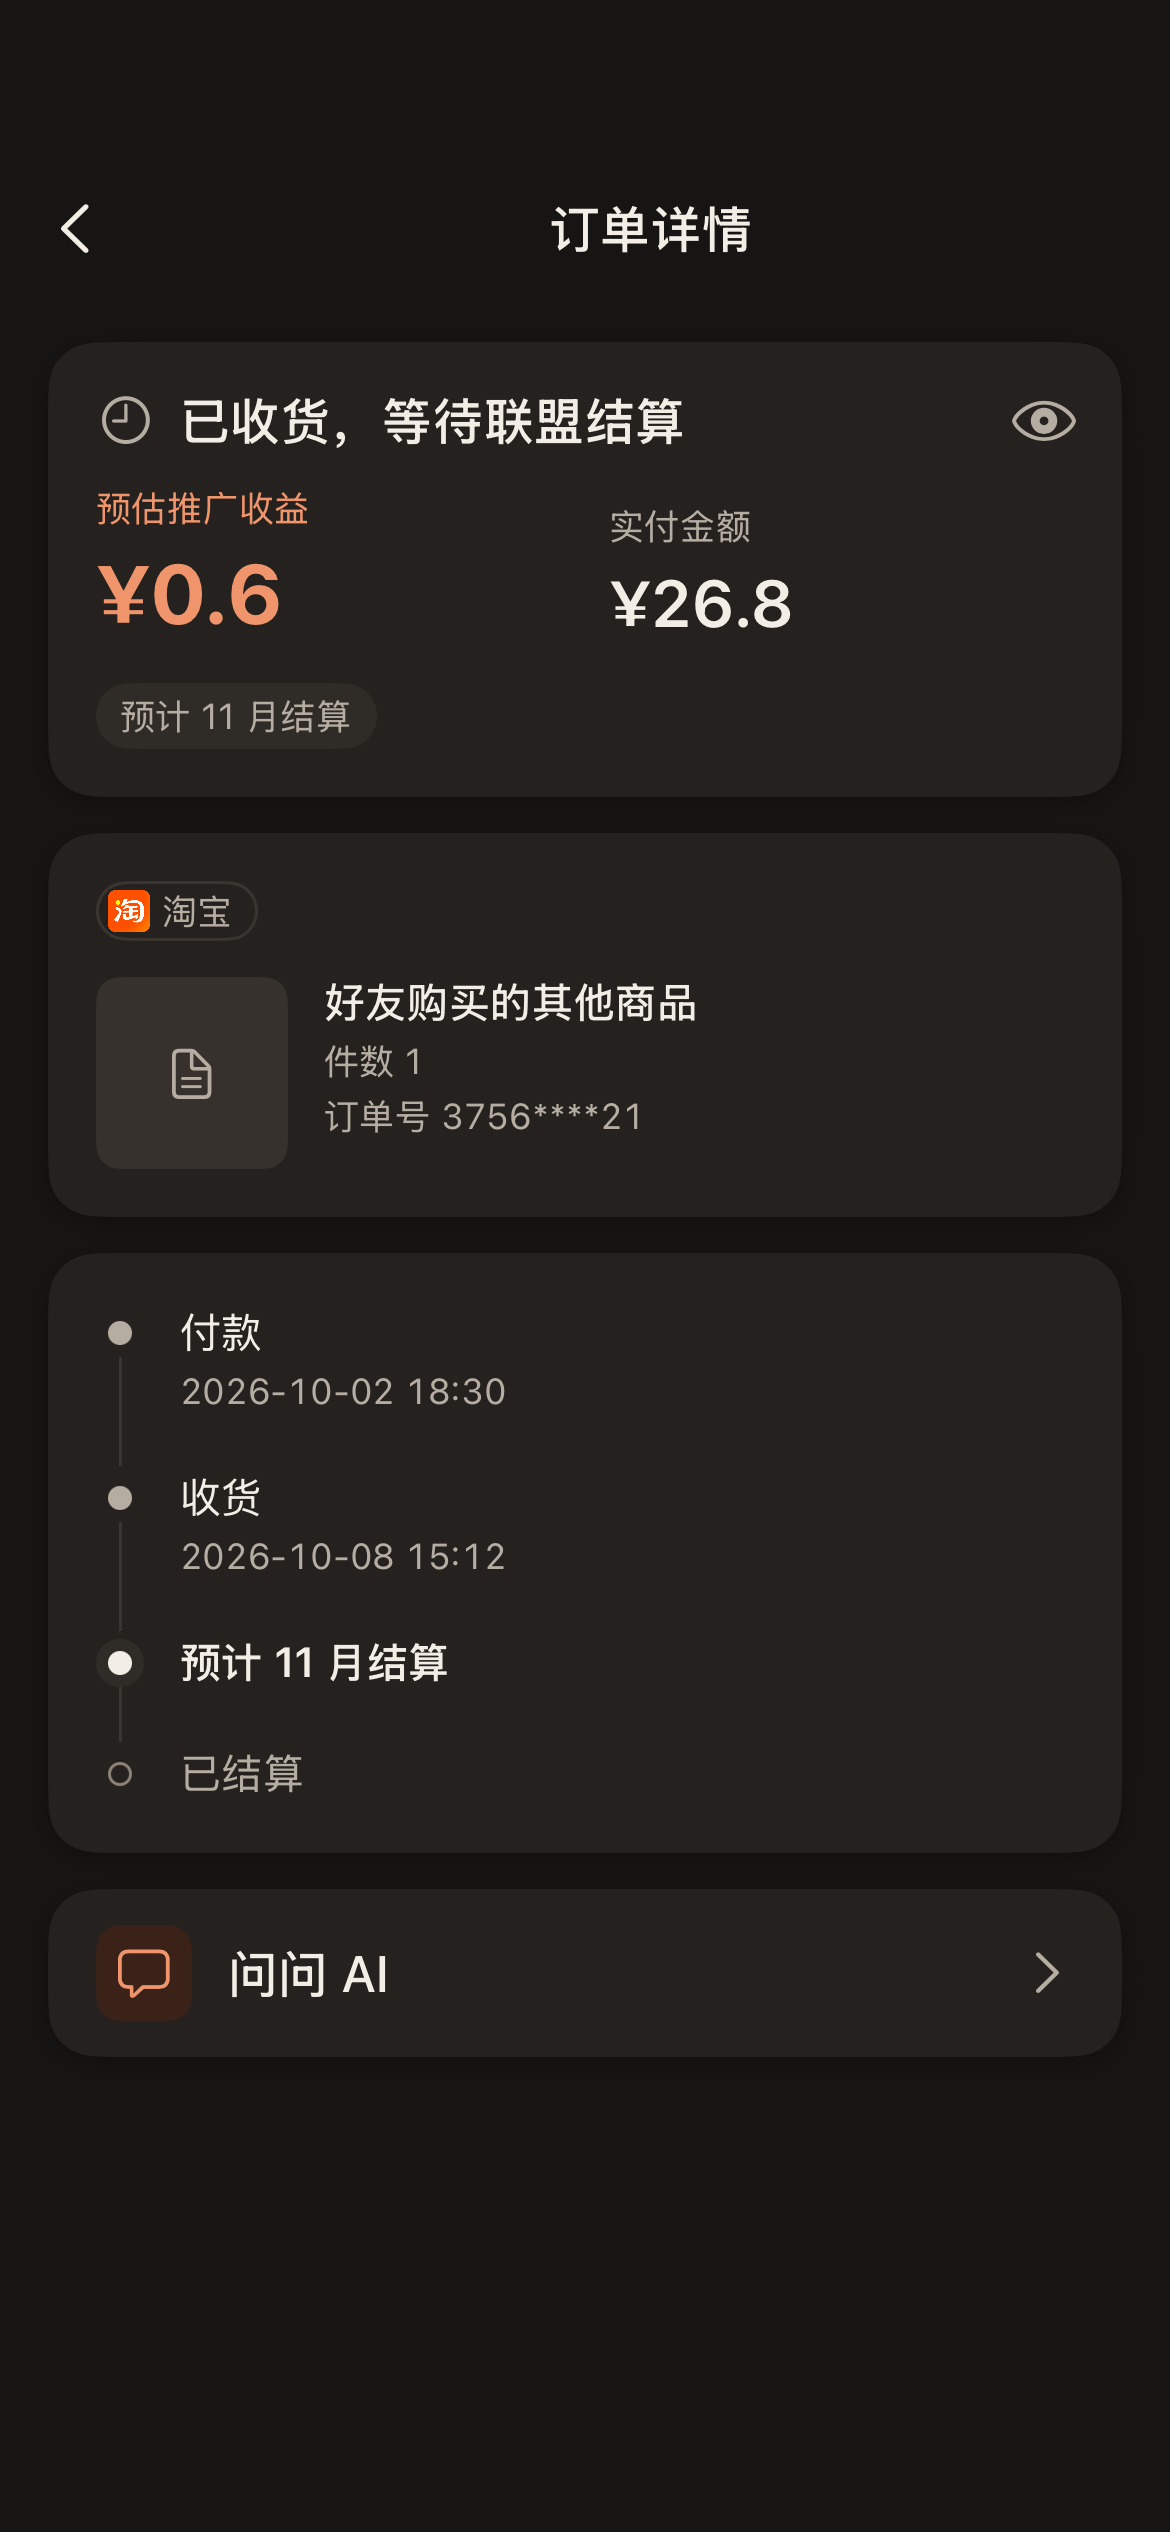 订单详情
已收货，等待联盟结算
预估推广收益
¥0.6
实付金额
¥26.8
预计 11 月结算
淘 淘宝
好友购买的其他商品
件数 1
订单号 3756****21
付款
2026-10-02 18:30
收货
2026-10-08 15:12
预计 11 月结算
已结算
问问 AI